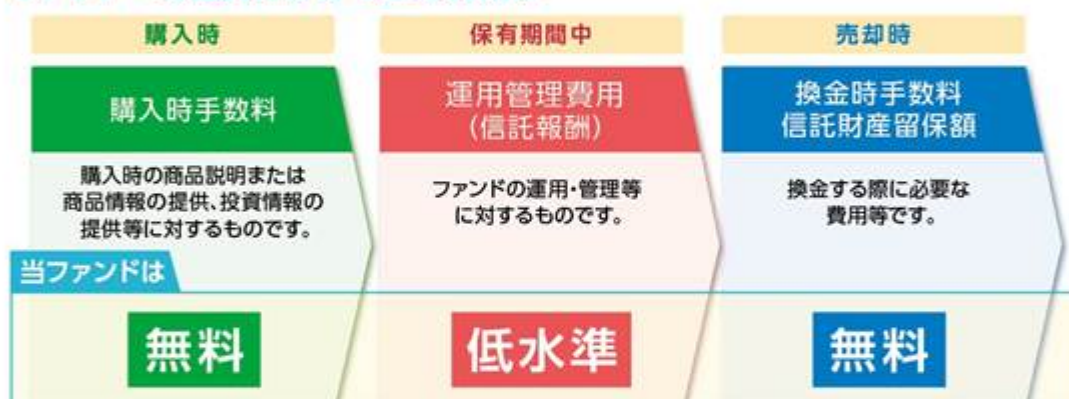 購入時
購入時手数料
購入時の商品説明または
商品情報の提供、投資情報の
提供等に対するものです。
保有期間中
運用管理費用
(信託報酬)
ファンドの運用・管理等
に対するものです。
売却時
換金時手数料
信託財産留保額
換金する際に必要な
費用等です。
当ファンドは
無料
低水準
無料